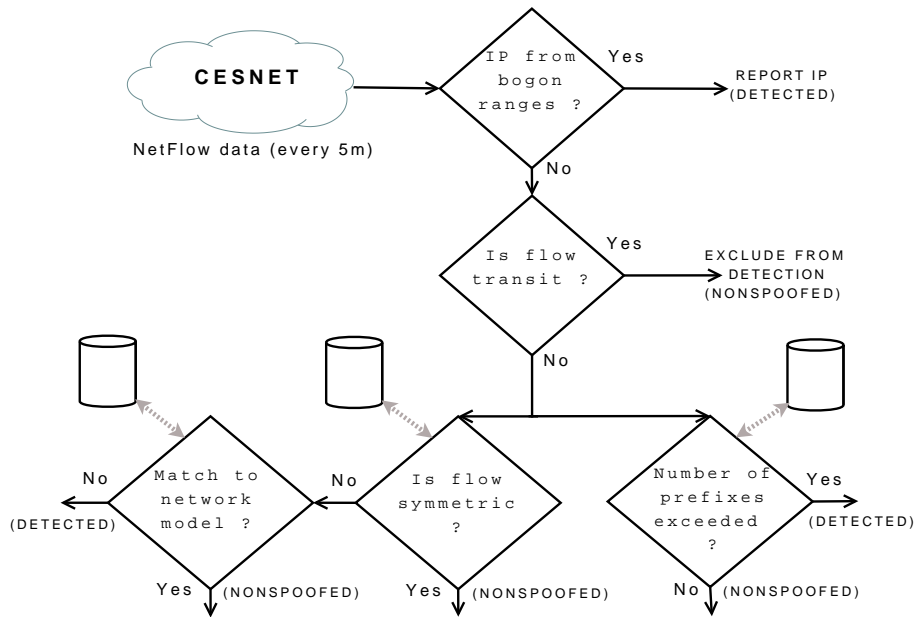 CESNET
NetFlow data (every 5m)
IP from
bogon
ranges ?
Yes
REPORT IP
(DETECTED)
No
Is flow
transit ?
Yes
EXCLUDE FROM
DETECTION
(NONSPOOFED)
No
Match to
network
model ?
No
(DETECTED)
Yes
(NONSPOOFED)
Is flow
symmetric
?
No
Yes
(NONSPOOFED)
Number of
prefixes
exceeded
?
Yes
(DETECTED)
No
(NONSPOOFED)